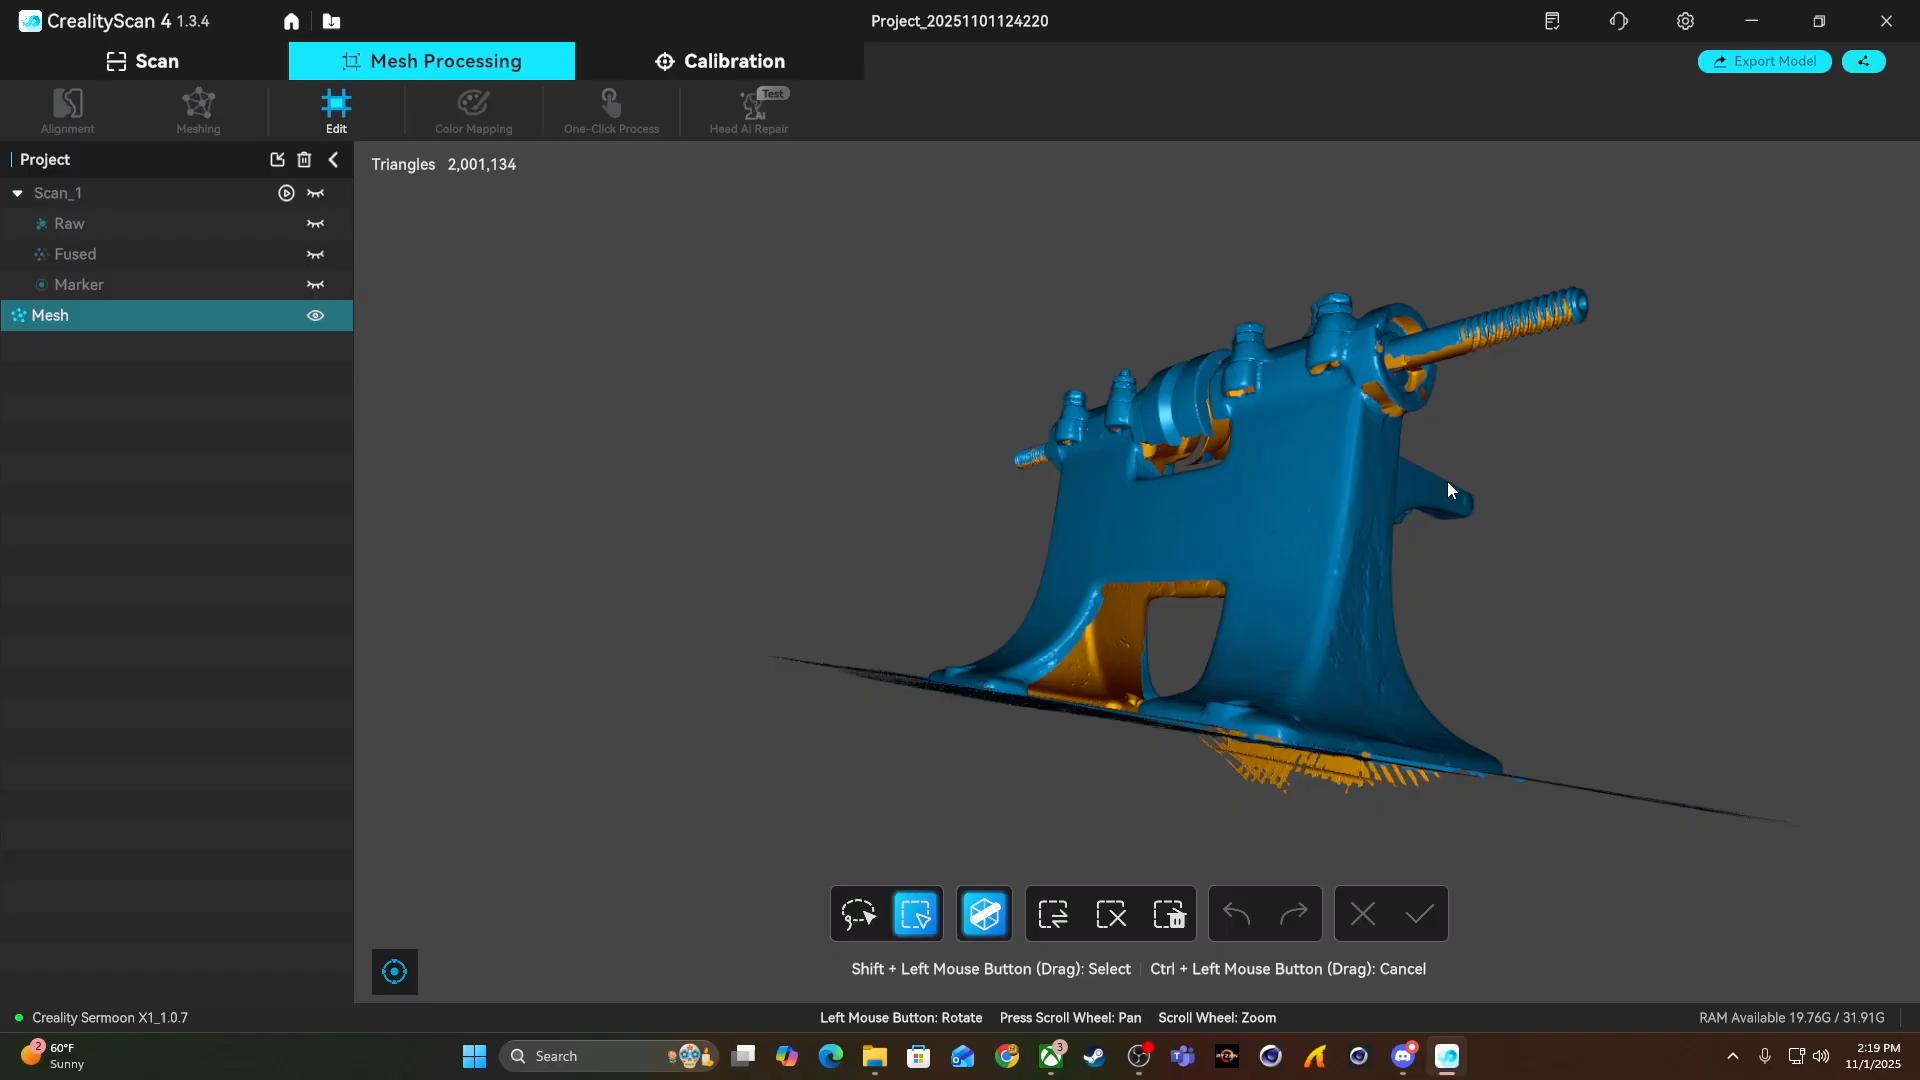 CrealityScan 4 1.3.4
Project_20251101124220
Scan
Mesh Processing
Calibration
Export Model
Alignment
Meshing
Edit
Color Mapping
One-Click Process
Test
AI
Head AI Repair
Project
Triangles 2,001,134
Scan_1
Raw
Fused
Marker
Mesh
Shift + Left Mouse Button (Drag): Select
Ctrl + Left Mouse Button (Drag): Cancel
Creality Sermoon X1_1.0.7
Left Mouse Button: Rotate Press Scroll Wheel: Pan Scroll Wheel: Zoom
RAM Available 19.76G / 31.91G
2
60°F
Sunny
Search
3
RYZEN
2:19 PM
11/1/2025